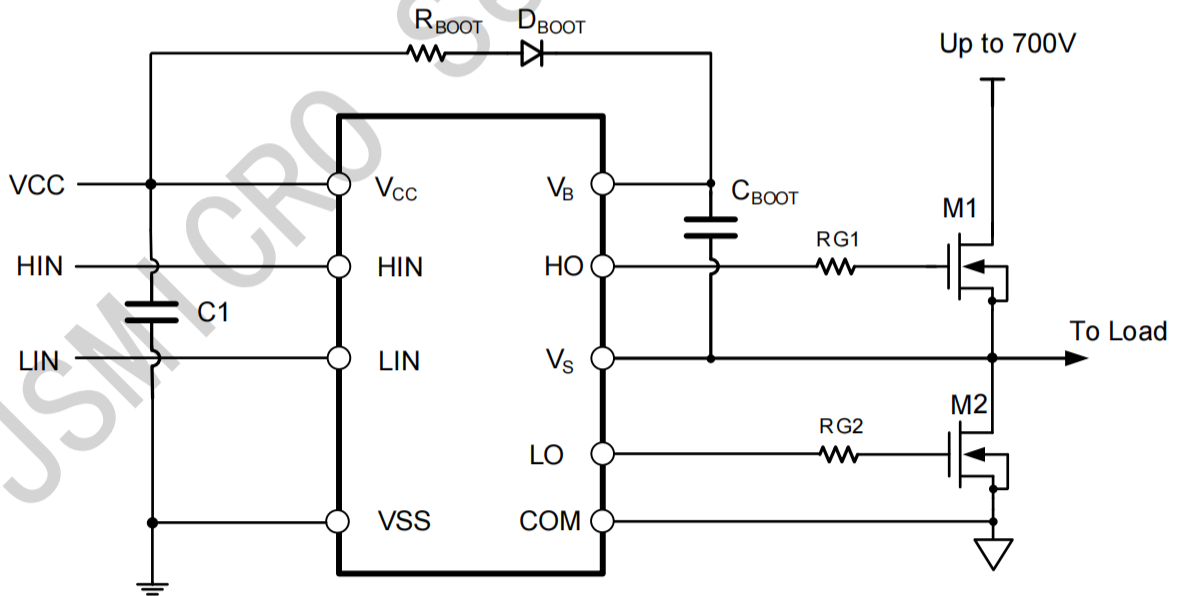 RBOOT DBOOT
Up to 700V
VCC VCC VB CBOOT
M1
RG1
HIN HIN HO
C1
To Load
LIN LIN VS
M2
RG2
LO
VSS COM
JSMICRO